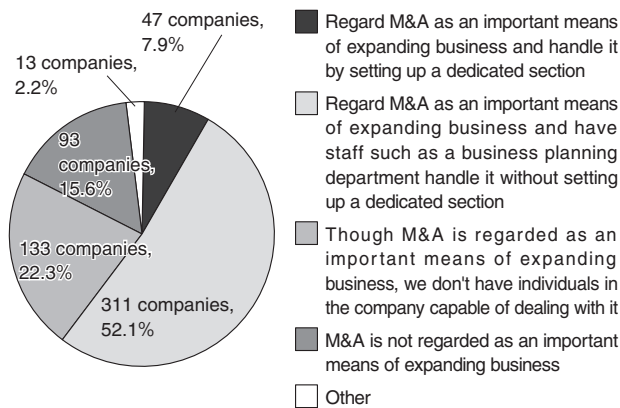 47 companies,
7.9%
13 companies,
2.2%
93
companies,
15.6%
133 companies,
22.3%
311 companies,
52.1%
Regard M&A as an important means
of expanding business and handle it
by setting up a dedicated section
Regard M&A as an important means
of expanding business and have
staff such as a business planning
department handle it without setting
up a dedicated section
Though M&A is regarded as an
important means of expanding
business, we don't have individuals in
the company capable of dealing with it
M&A is not regarded as an important
means of expanding business
Other